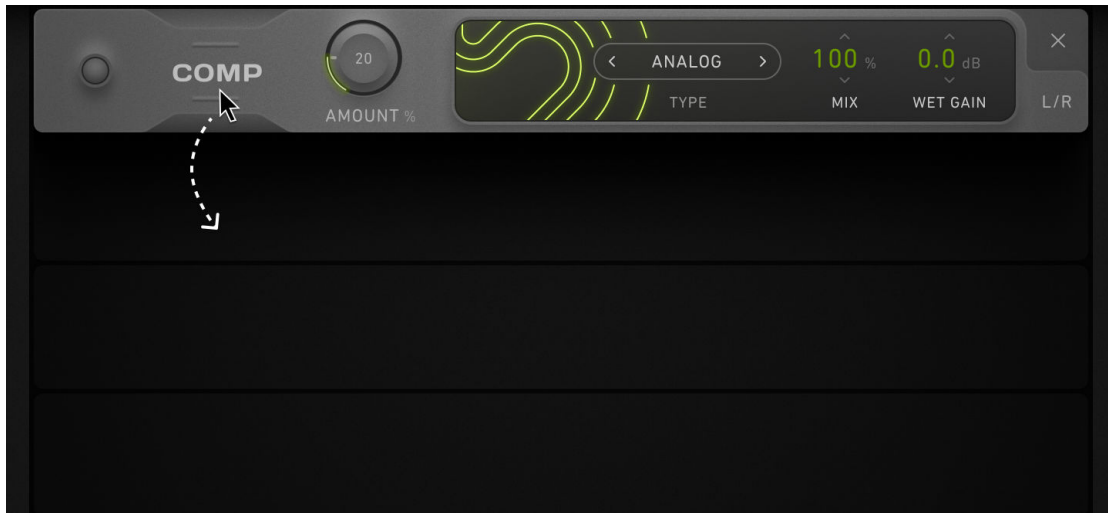 COMP
20
AMOUNT %
< ANALOG >
TYPE
100 %
MIX
0.0 dB
WET GAIN
L/R